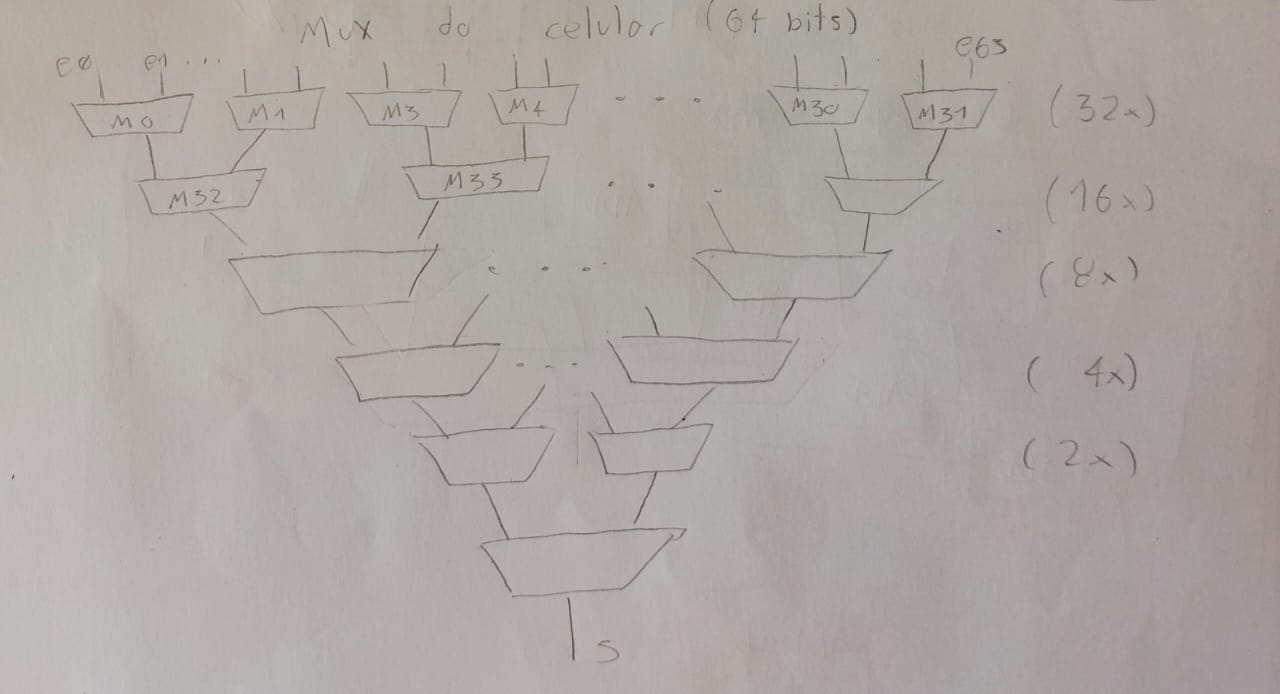 Mux do celular (64 bits)
e0 e1... e63
M0 M1 M3 M4 ... M30 M31 (32x)
M32 M33 ... (16x)
.... (8x)
... (4x)
(2x)
S